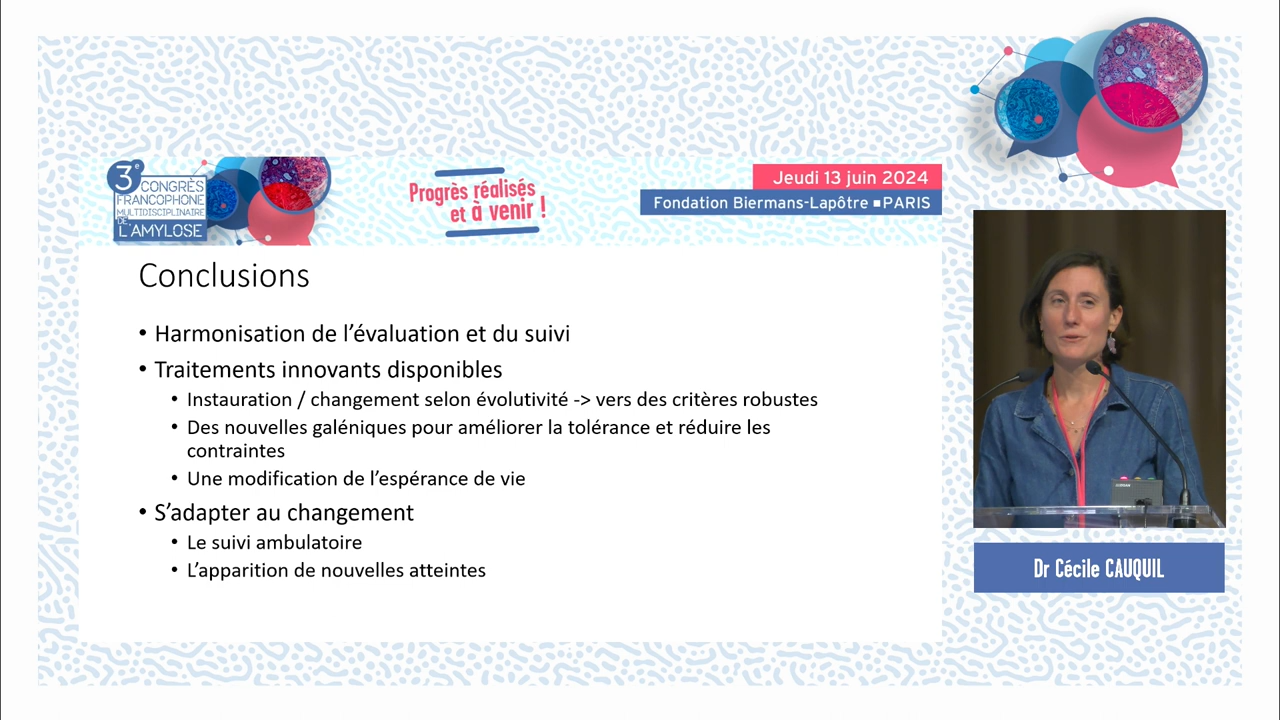 3e
CONGRÈS
FRANCOPHONE
MULTIDISCIPLINAIRE
DE
L'AMYLOSE
Progrès réalisés
et à venir !
Jeudi 13 juin 2024
Fondation Biermans-Lapôtre ■ PARIS
Conclusions
• Harmonisation de l’évaluation et du suivi
• Traitements innovants disponibles
• Instauration / changement selon évolutivité -> vers des critères robustes
• Des nouvelles galéniques pour améliorer la tolérance et réduire les
contraintes
• Une modification de l’espérance de vie
• S’adapter au changement
• Le suivi ambulatoire
• L’apparition de nouvelles atteintes
Dr Cécile CAUQUIL